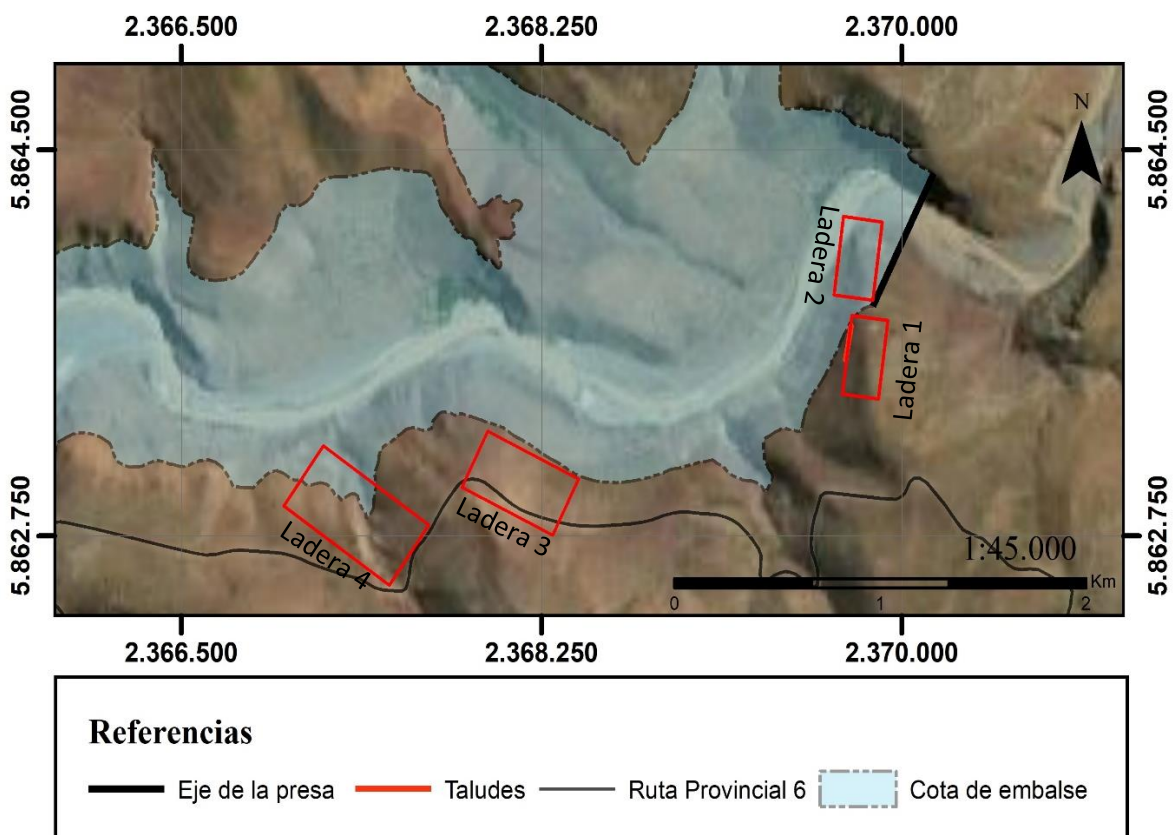 2.366.500 2.368.250 2.370.000
N
5.864.500 5.864.500
Ladera 2
Ladera 1
Ladera 3
Ladera 4
5.862.750 5.862.750
1:45.000
Km
0 1 2
2.366.500 2.368.250 2.370.000
Referencias
Eje de la presa Taludes Ruta Provincial 6 Cota de embalse